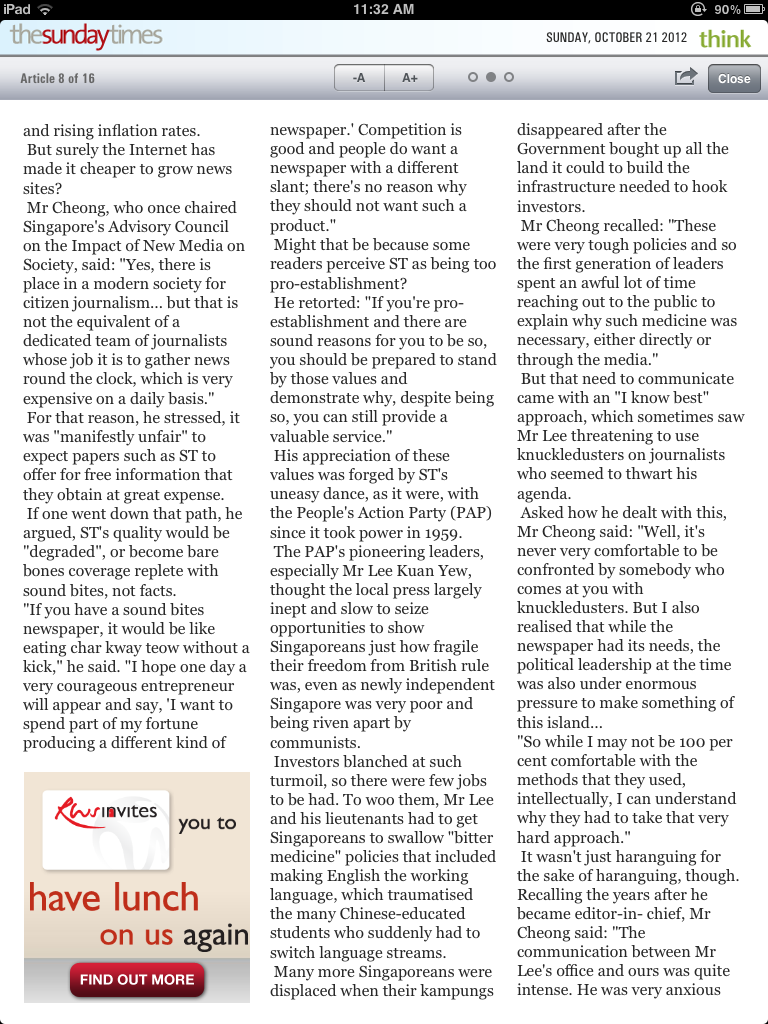 iPad
11:32 AM
90%
thesundaytimes
SUNDAY, OCTOBER 21 2012
think
Article 8 of 16
-A
A+
Close
and rising inflation rates.
But surely the Internet has
made it cheaper to grow news
sites?
Mr Cheong, who once chaired
Singapore's Advisory Council
on the Impact of New Media on
Society, said: "Yes, there is
place in a modern society for
citizen journalism... but that is
not the equivalent of a
dedicated team of journalists
whose job it is to gather news
round the clock, which is very
expensive on a daily basis."
For that reason, he stressed, it
was "manifestly unfair" to
expect papers such as ST to
offer for free information that
they obtain at great expense.
If one went down that path, he
argued, ST's quality would be
"degraded", or become bare
bones coverage replete with
sound bites, not facts.
"If you have a sound bites
newspaper, it would be like
eating char kway teow without a
kick," he said. "I hope one day a
very courageous entrepreneur
will appear and say, 'I want to
spend part of my fortune
producing a different kind of
rws invites
you to
have lunch
on us again
FIND OUT MORE
newspaper.' Competition is
good and people do want a
newspaper with a different
slant; there's no reason why
they should not want such a
product."
Might that be because some
readers perceive ST as being too
pro-establishment?
He retorted: "If you're pro-
establishment and there are
sound reasons for you to be so,
you should be prepared to stand
by those values and
demonstrate why, despite being
so, you can still provide a
valuable service."
His appreciation of these
values was forged by ST's
uneasy dance, as it were, with
the People's Action Party (PAP)
since it took power in 1959.
The PAP's pioneering leaders,
especially Mr Lee Kuan Yew,
thought the local press largely
inept and slow to seize
opportunities to show
Singaporeans just how fragile
their freedom from British rule
was, even as newly independent
Singapore was very poor and
being riven apart by
communists.
Investors blanched at such
turmoil, so there were few jobs
to be had. To woo them, Mr Lee
and his lieutenants had to get
Singaporeans to swallow "bitter
medicine" policies that included
making English the working
language, which traumatised
the many Chinese-educated
students who suddenly had to
switch language streams.
Many more Singaporeans were
displaced when their kampungs
disappeared after the
Government bought up all the
land it could to build the
infrastructure needed to hook
investors.
Mr Cheong recalled: "These
were very tough policies and so
the first generation of leaders
spent an awful lot of time
reaching out to the public to
explain why such medicine was
necessary, either directly or
through the media."
But that need to communicate
came with an "I know best"
approach, which sometimes saw
Mr Lee threatening to use
knuckledusters on journalists
who seemed to thwart his
agenda.
Asked how he dealt with this,
Mr Cheong said: "Well, it's
never very comfortable to be
confronted by somebody who
comes at you with
knuckledusters. But I also
realised that while the
newspaper had its needs, the
political leadership at the time
was also under enormous
pressure to make something of
this island...
"So while I may not be 100 per
cent comfortable with the
methods that they used,
intellectually, I can understand
why they had to take that very
hard approach."
It wasn't just haranguing for
the sake of haranguing, though.
Recalling the years after he
became editor-in- chief, Mr
Cheong said: "The
communication between Mr
Lee's office and ours was quite
intense. He was very anxious